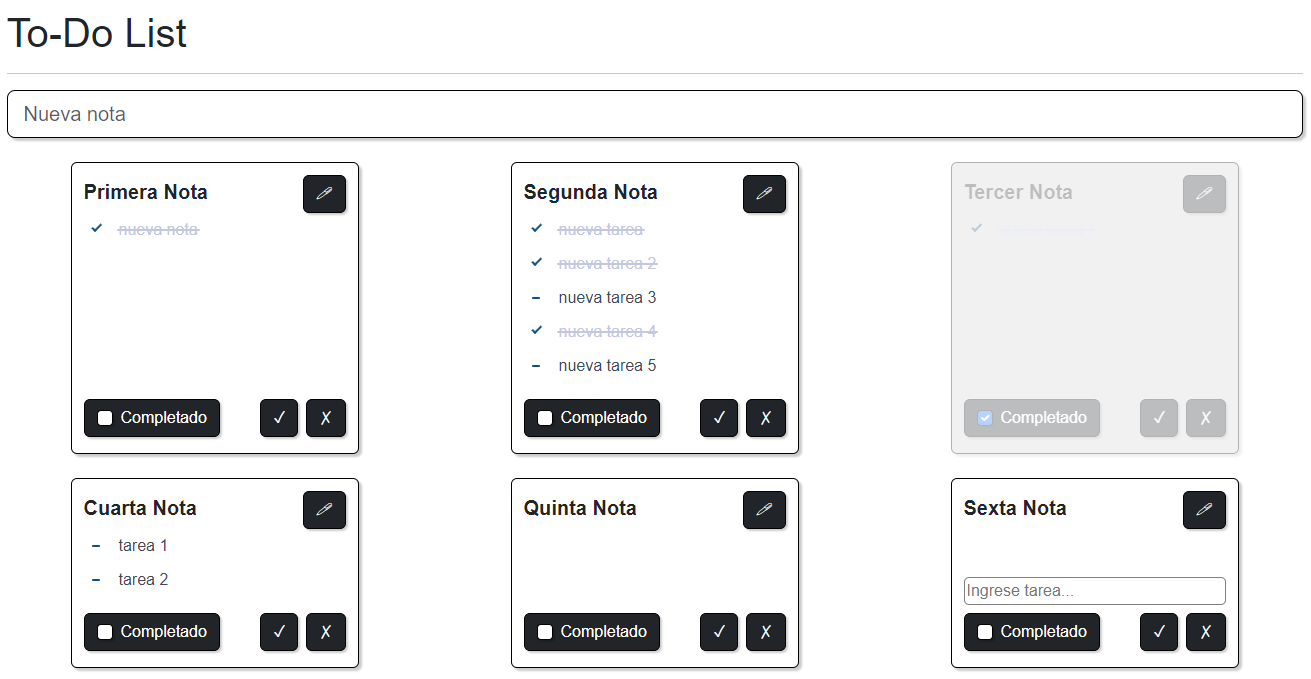 To-Do List
Nueva nota
Primera Nota
nueva nota
Completado
Segunda Nota
nueva tarea
nueva tarea 2
nueva tarea 3
nueva tarea 4
nueva tarea 5
Completado
Tercer Nota
Completado
Cuarta Nota
tarea 1
tarea 2
Completado
Quinta Nota
Completado
Sexta Nota
Ingrese tarea...
Completado